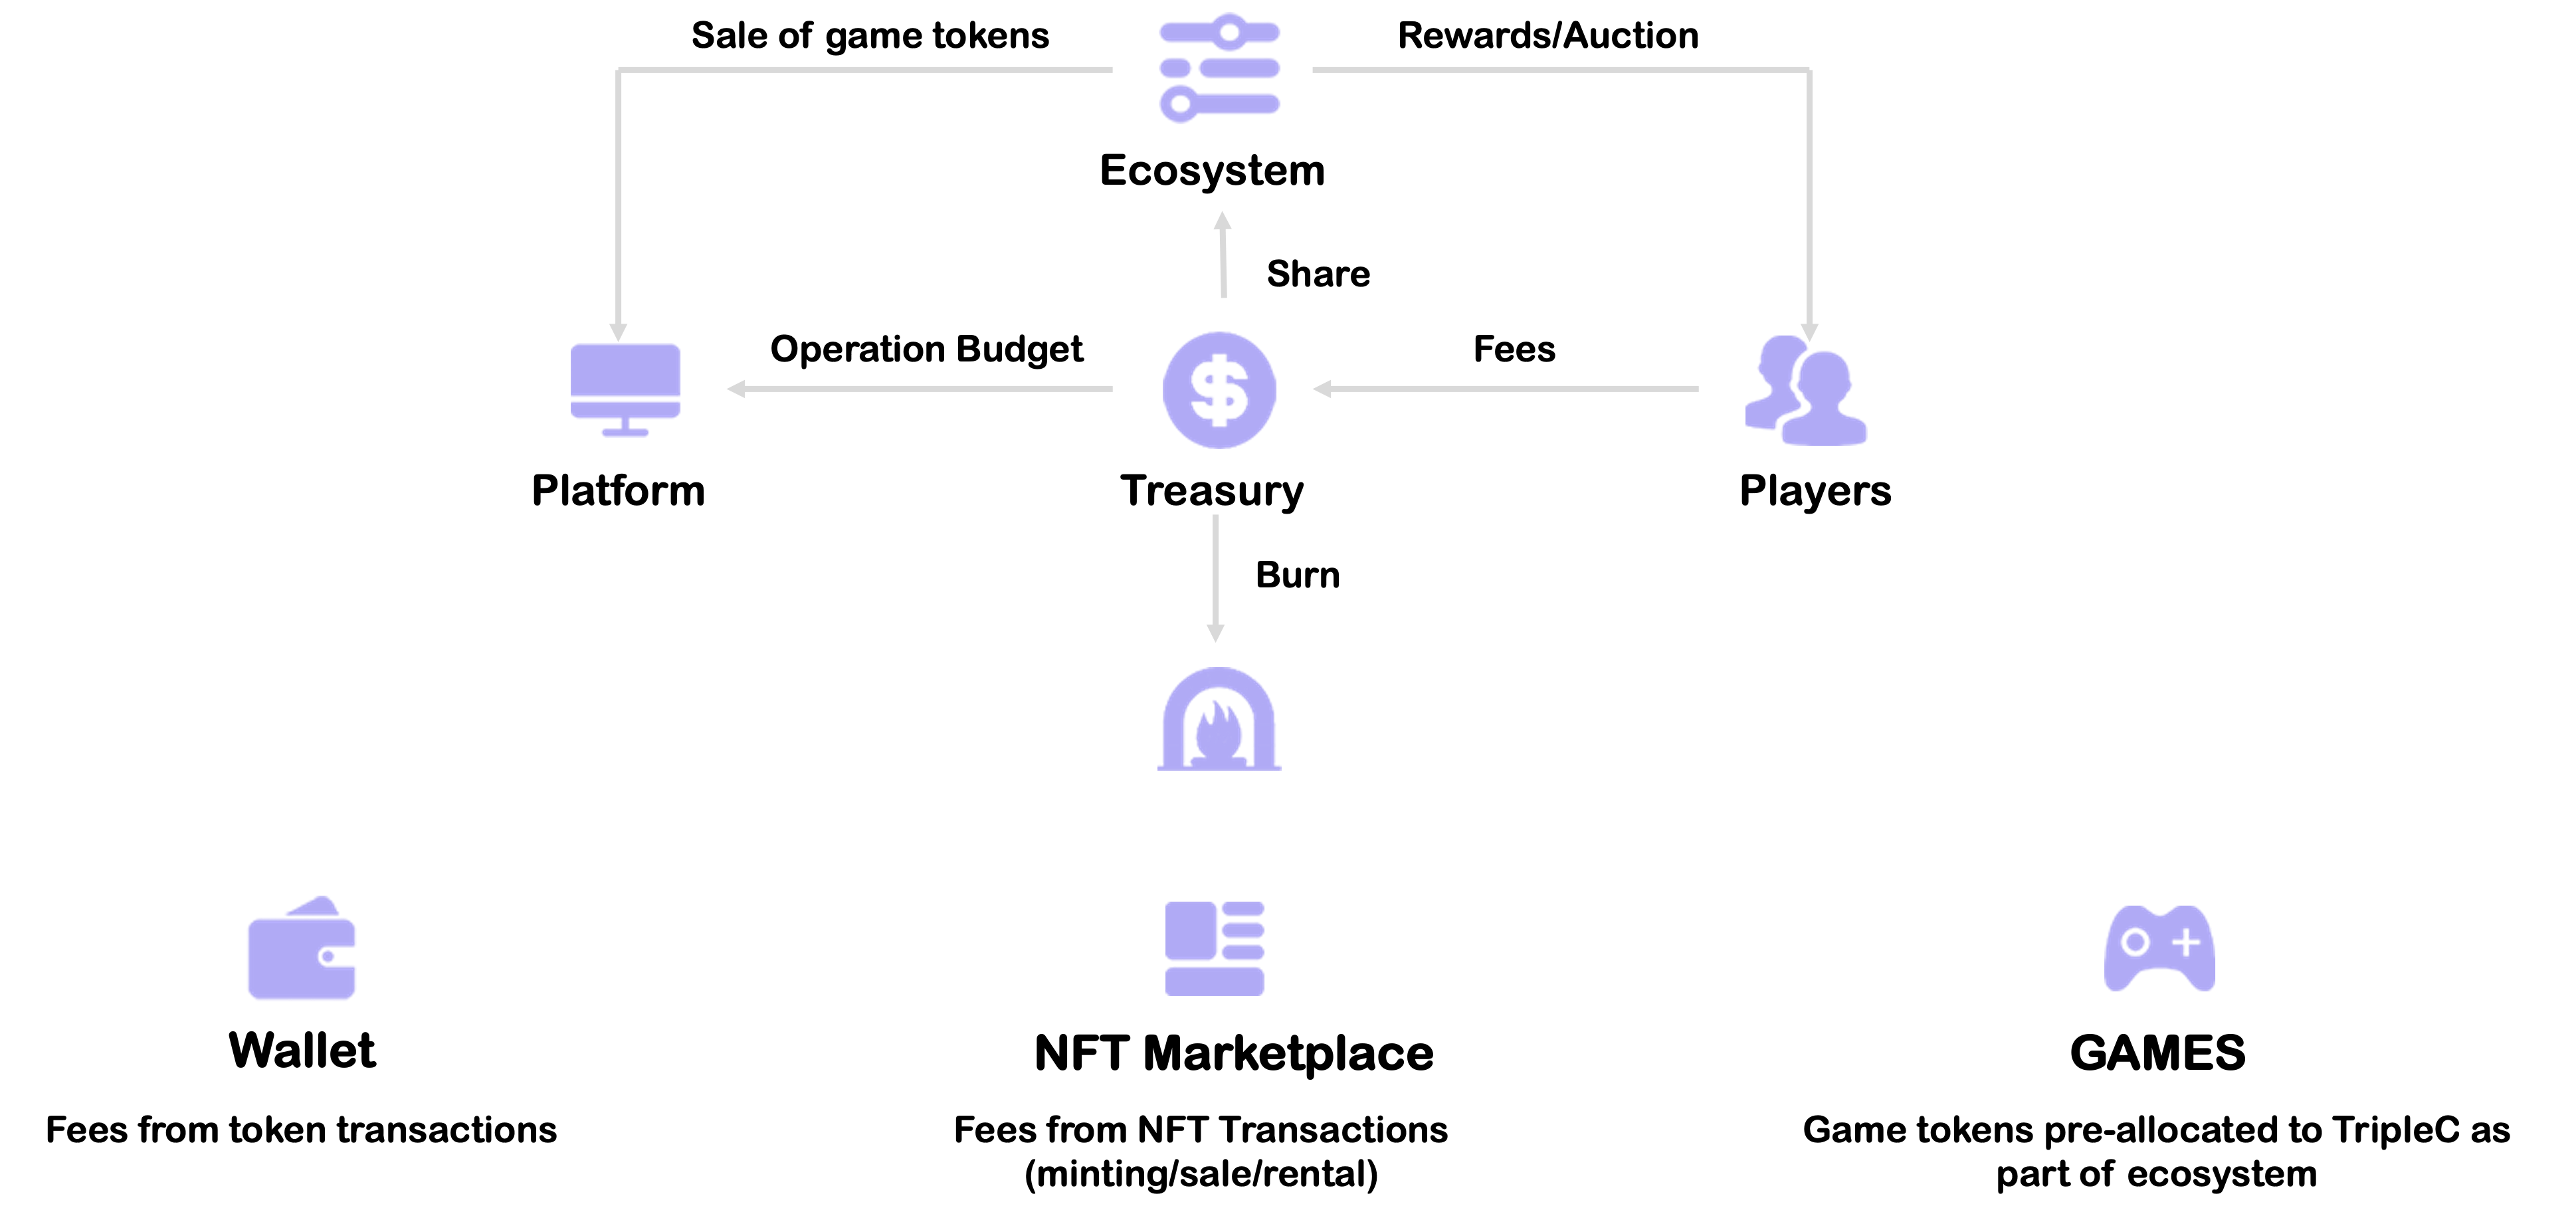 Sale of game tokens
Rewards/Auction
Ecosystem
Share
Operation Budget
Fees
Platform
Treasury
Players
Burn
Wallet
NFT Marketplace
GAMES
Fees from token transactions
Fees from NFT Transactions
(minting/sale/rental)
Game tokens pre-allocated to TripleC as
part of ecosystem